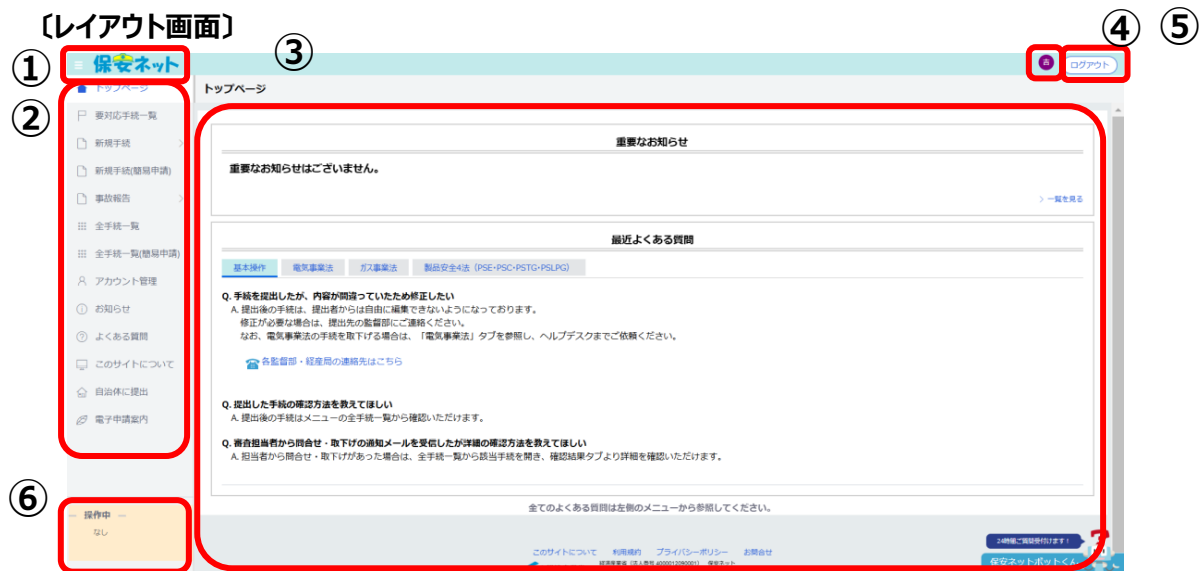 〔レイアウト画面〕
① ② ③ ④ ⑤ ⑥
保安ネット
吉
ログアウト
トップページ
要対応手続一覧
新規手続
新規手続(簡易申請)
事故報告
全手続一覧
全手続一覧(簡易申請)
アカウント管理
お知らせ
よくある質問
このサイトについて
自治体に提出
電子申請案内
操作中
なし
トップページ
重要なお知らせ
重要なお知らせはございません。
> 一覧を見る
最近よくある質問
基本操作 電気事業法 ガス事業法 製品安全4法（PSE・PSC・PSTG・PSLPG）
Q. 手続を提出したが、内容が間違っていたため修正したい
A. 提出後の手続は、提出者からは自由に編集できないようになっております。
修正が必要な場合は、提出先の監督部にご連絡ください。
なお、電気事業法の手続を取下げる場合は、「電気事業法」タブを参照し、ヘルプデスクまでご依頼ください。
各監督部・経産局の連絡先はこちら
Q. 提出した手続の確認方法を教えてほしい
A. 提出後の手続はメニューの全手続一覧から確認いただけます。
Q. 審査担当者から問合せ・取下げの通知メールを受信したが詳細の確認方法を教えてほしい
A. 担当者から問合せ・取下げがあった場合は、全手続一覧から該当手続を開き、確認結果タブより詳細を確認いただけます。
全てのよくある質問は左側のメニューから参照してください。
このサイトについて 利用規約 プライバシーポリシー お問合せ
経済産業省（法人番号 4000012090001） 保安ネット
24時間ご質問受付けます！
保安ネットボットくん